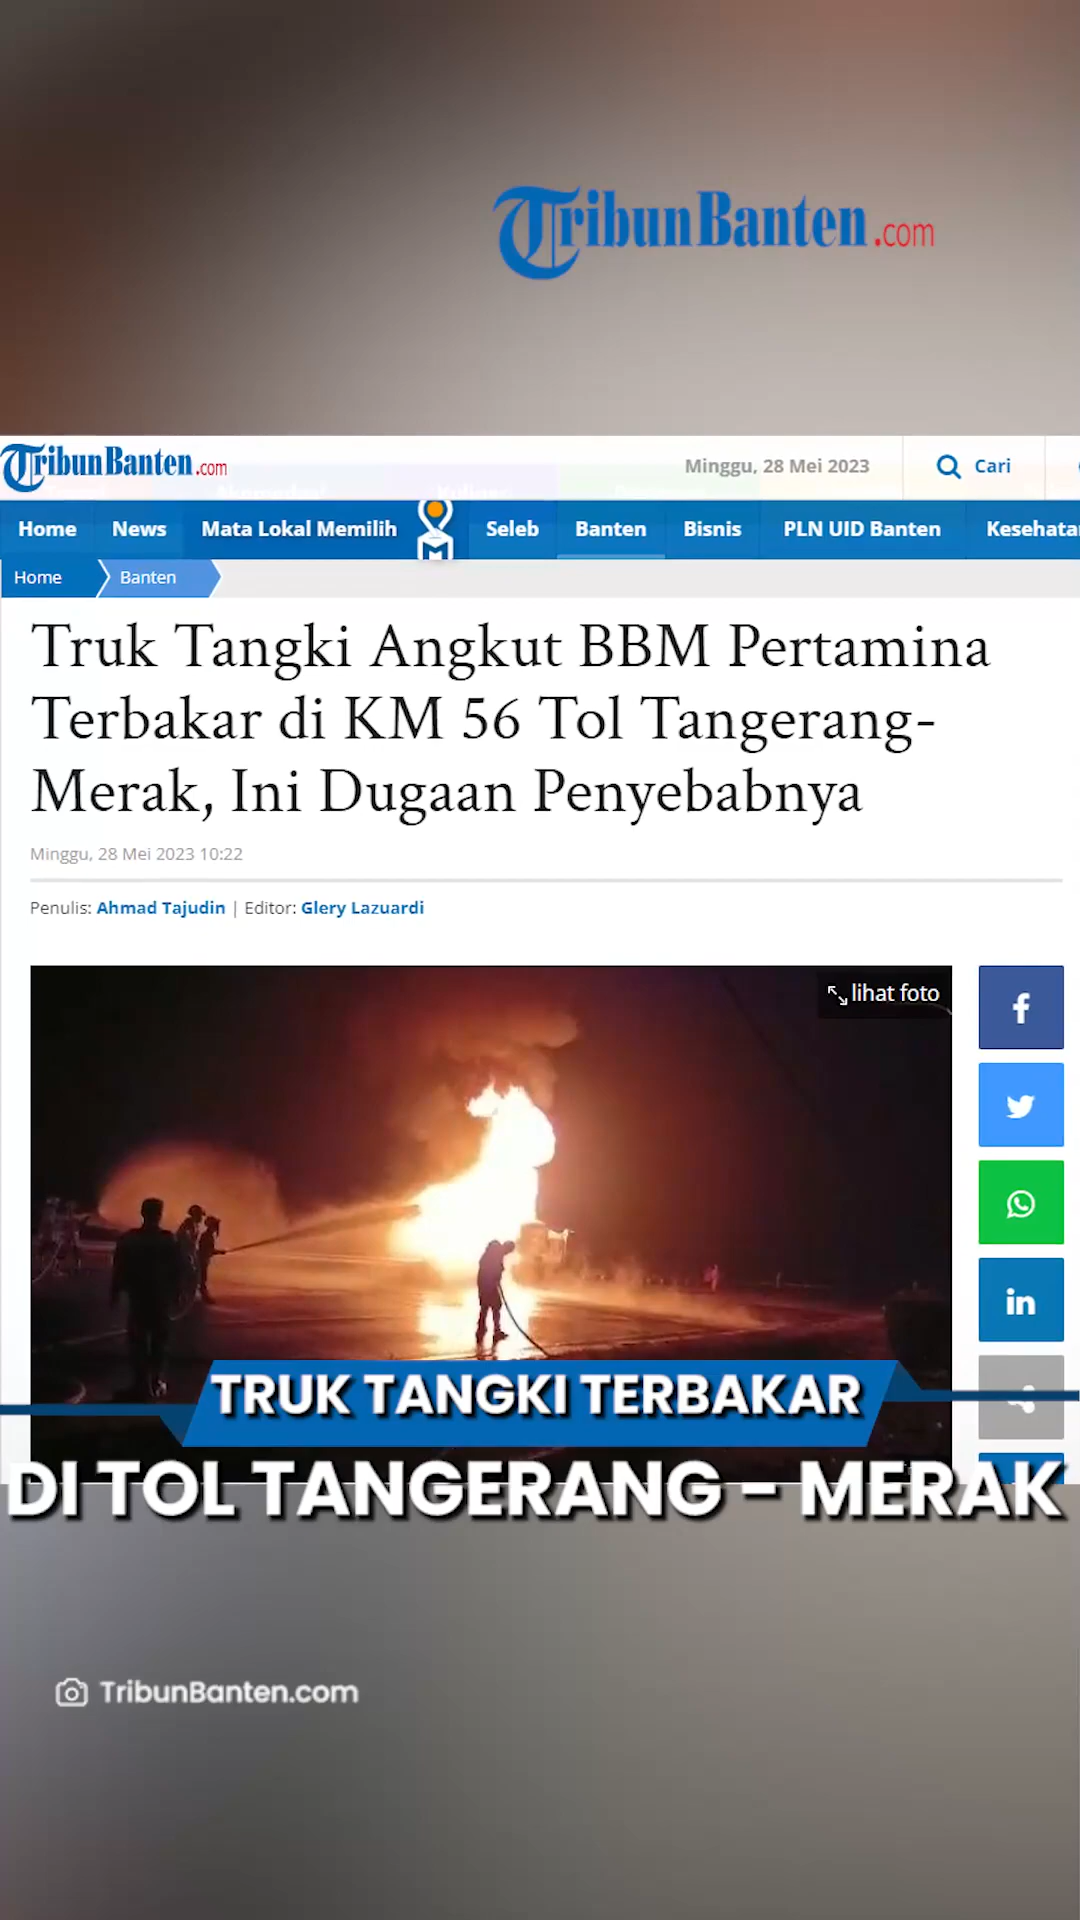 TribunBanten.com
TribunBanten.com
Minggu, 28 Mei 2023
Cari
Home News Mata Lokal Memilih Seleb Banten Bisnis PLN UID Banten Kesehata
Home Banten
Truk Tangki Angkut BBM Pertamina
Terbakar di KM 56 Tol Tangerang-
Merak, Ini Dugaan Penyebabnya
Minggu, 28 Mei 2023 10:22
Penulis: Ahmad Tajudin | Editor: Glery Lazuardi
lihat foto
TRUK TANGKI TERBAKAR
DI TOL TANGERANG - MERAK
TribunBanten.com